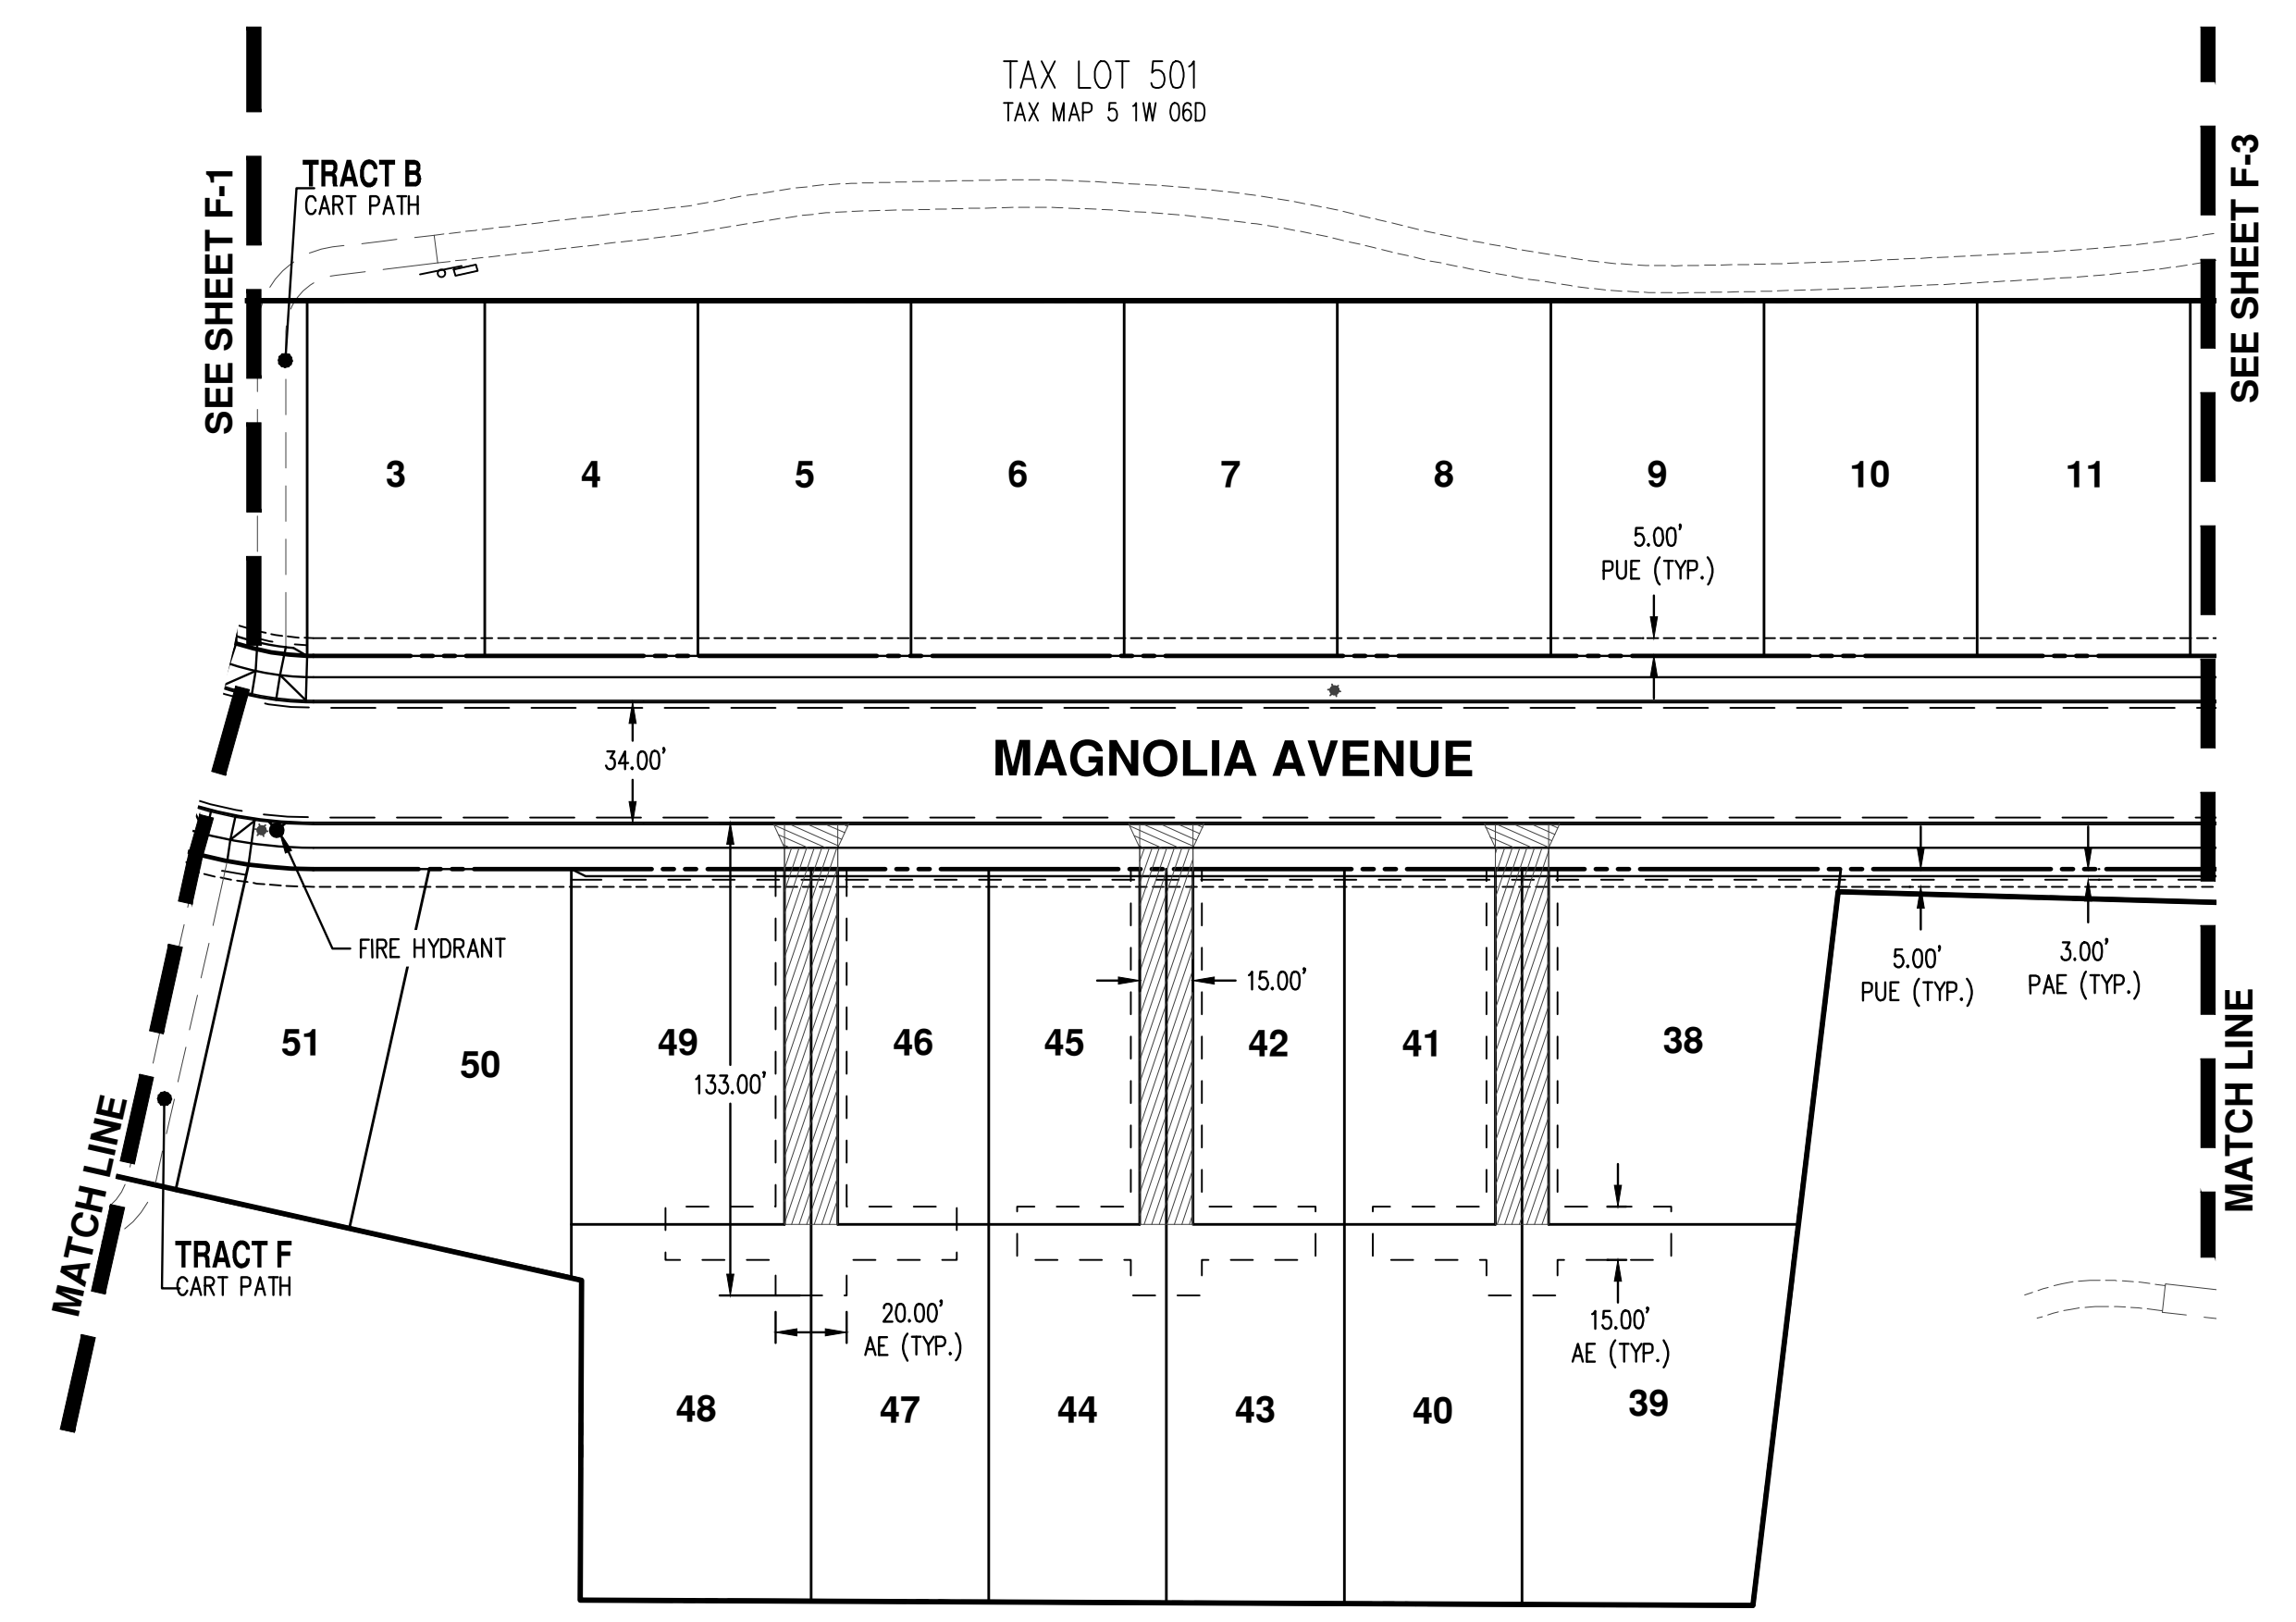 TAX LOT 501
TAX MAP 5 1W 06D
SEE SHEET F-1
TRACT B
CART PATH
SEE SHEET F-3
3
4
5
6
7
8
9
10
11
5.00'
PUE (TYP.)
34.00'
MAGNOLIA AVENUE
FIRE HYDRANT
51
50
49
133.00'
46
45
15.00'
42
41
38
5.00'
PUE (TYP.)
3.00'
PAE (TYP.)
MATCH LINE
MATCH LINE
TRACT F
CART PATH
20.00'
AE (TYP.)
15.00'
AE (TYP.)
48
47
44
43
40
39